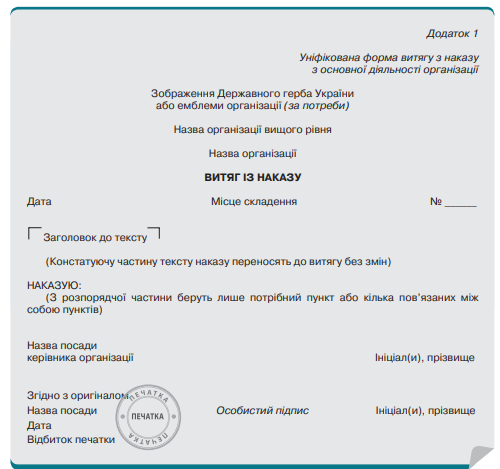 Додаток 1
Уніфікована форма витягу з наказу
з основної діяльності організації
Зображення Державного герба України
або емблеми організації (за потреби)
Назва організації вищого рівня
Назва організації
ВИТЯГ ІЗ НАКАЗУ
Дата Місце складення № _____
Заголовок до тексту
(Констатуючу частину тексту наказу переносять до витягу без змін)
НАКАЗУЮ:
(З розпорядчої частини беруть лише потрібний пункт або кілька пов’язаних між
собою пунктів)
Назва посади
керівника організації Ініціал(и), прізвище
Згідно з оригіналом
Назва посади Особистий підпис Ініціал(и), прізвище
Дата
Відбиток печатки
ПЕЧАТКА
ПЕЧАТКА
ПЕЧАТКА